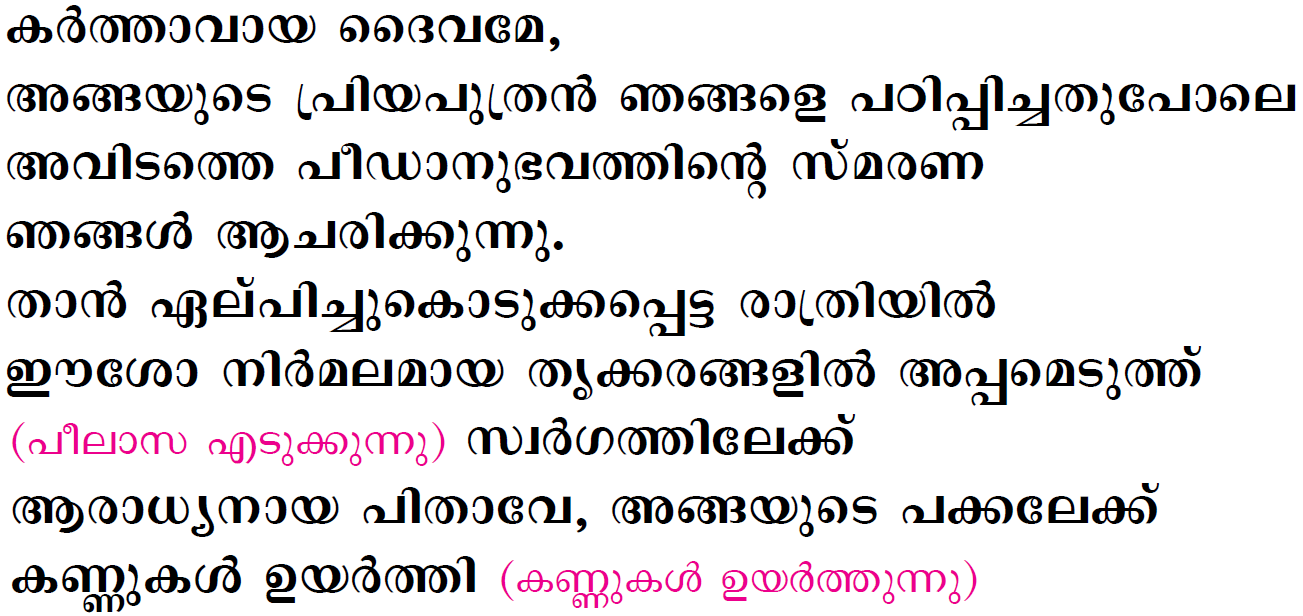 കർത്താവായ ദൈവമേ,
അങ്ങയുടെ പ്രിയപുത്രൻ ഞങ്ങളെ പഠിപ്പിച്ചതുപോലെ
അവിടത്തെ പീഡാനുഭവത്തിന്റെ സ്മരണ
ഞങ്ങൾ ആചരിക്കുന്നു.
താൻ ഏല്പിച്ചുകൊടുക്കപ്പെട്ട രാത്രിയിൽ
ഈശോ നിർമലമായ തൃക്കരങ്ങളിൽ അപ്പമെടുത്ത്
(പീലാസ എടുക്കുന്നു) സ്വർഗത്തിലേക്ക്
ആരാധ്യനായ പിതാവേ, അങ്ങയുടെ പക്കലേക്ക്
കണ്ണുകൾ ഉയർത്തി (കണ്ണുകൾ ഉയർത്തുന്നു)